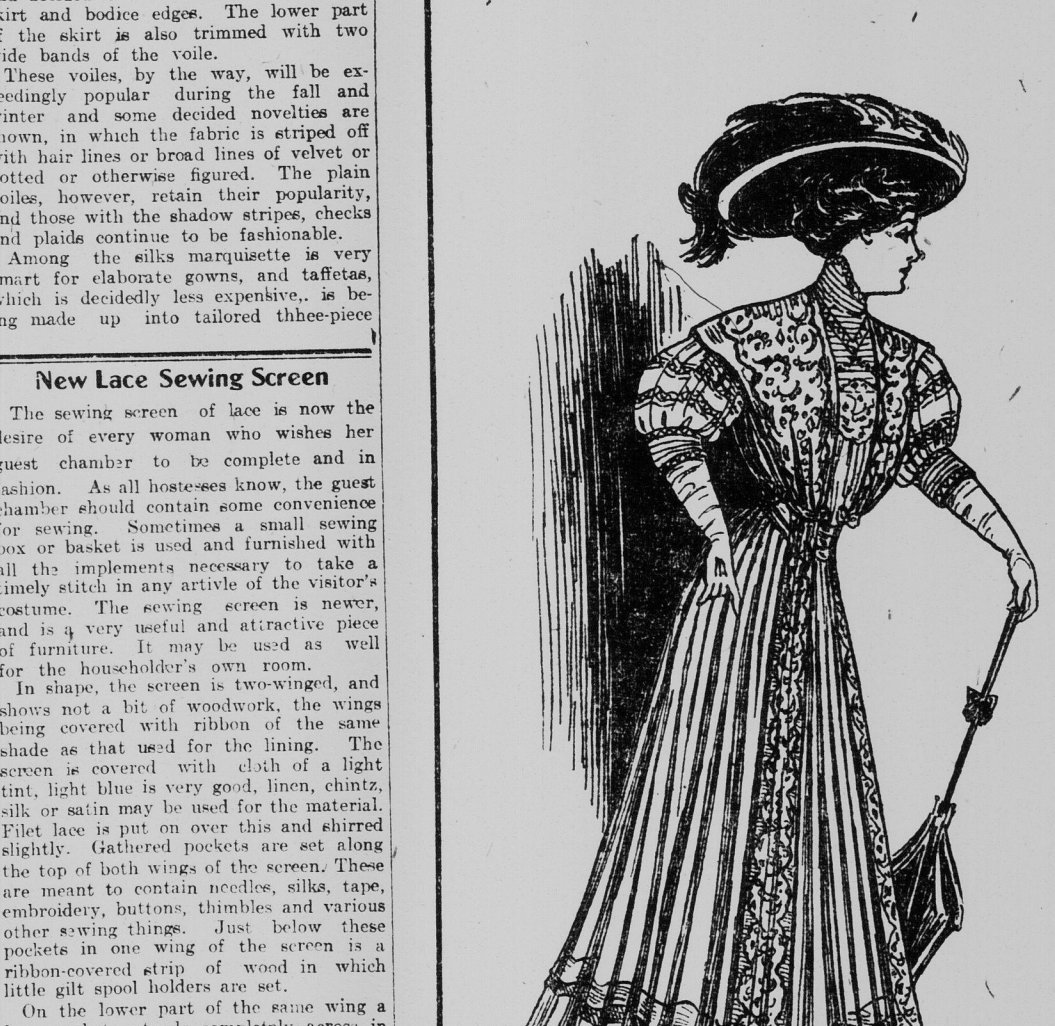 kirt and bodice edges. The lower part
f the skirt is also trimmed with two
ide bands of the voile.
These voiles, by the way, will be ex-
eedingly popular during the fall and
inter and some decided novelties are
hown, in which the fabric is striped off
ith hair lines or broad lines of velvet or
otted or otherwise figured. The plain
oiles, however, retain their popularity,
nd those with the shadow stripes, checks
nd plaids continue to be fashionable.
Among the silks marquisette is very
mart for elaborate gowns, and taffetas,
which is decidedly less expensive,. is be-
ng made up into tailored thhee-piece
New Lace Sewing Screen
The sewing screen of lace is now the
desire of every woman who wishes her
guest chamber to be complete and in
fashion. As all hostesses know, the guest
chamber should contain some convenience
for sewing. Sometimes a small sewing
box or basket is used and furnished with
all the implements necessary to take a
timely stitch in any artivle of the visitor's
costume. The sewing screen is newer,
and is a very useful and attractive piece
of furniture. It may be used as well
for the householder's own room.
In shape, the screen is two-winged, and
shows not a bit of woodwork, the wings
being covered with ribbon of the same
shade as that used for the lining. The
screen is covered with cloth of a light
tint, light blue is very good, linen, chintz,
silk or satin may be used for the material.
Filet lace is put on over this and shirred
slightly. Gathered pockets are set along
the top of both wings of the screen. These
are meant to contain needles, silks, tape,
embroidery, buttons, thimbles and various
other sewing things. Just below these
pockets in one wing of the screen is a
ribbon-covered strip of wood in which
little gilt spool holders are set.
On the lower part of the same wing a